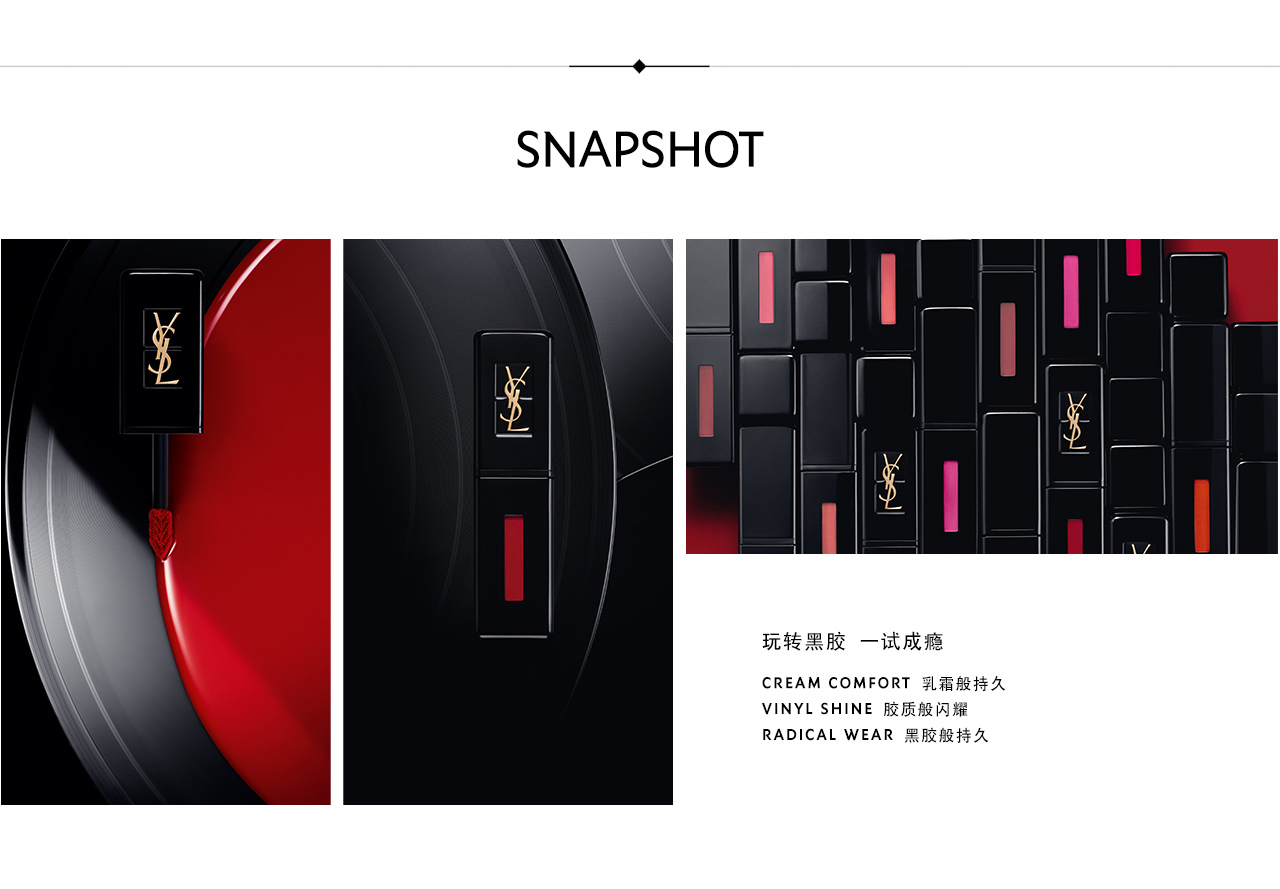 SNAPSHOT
YSL
YSL
YSL
YSL
玩转黑胶 一试成瘾
CREAM COMFORT 乳霜般持久
VINYL SHINE 胶质般闪耀
RADICAL WEAR 黑胶般持久